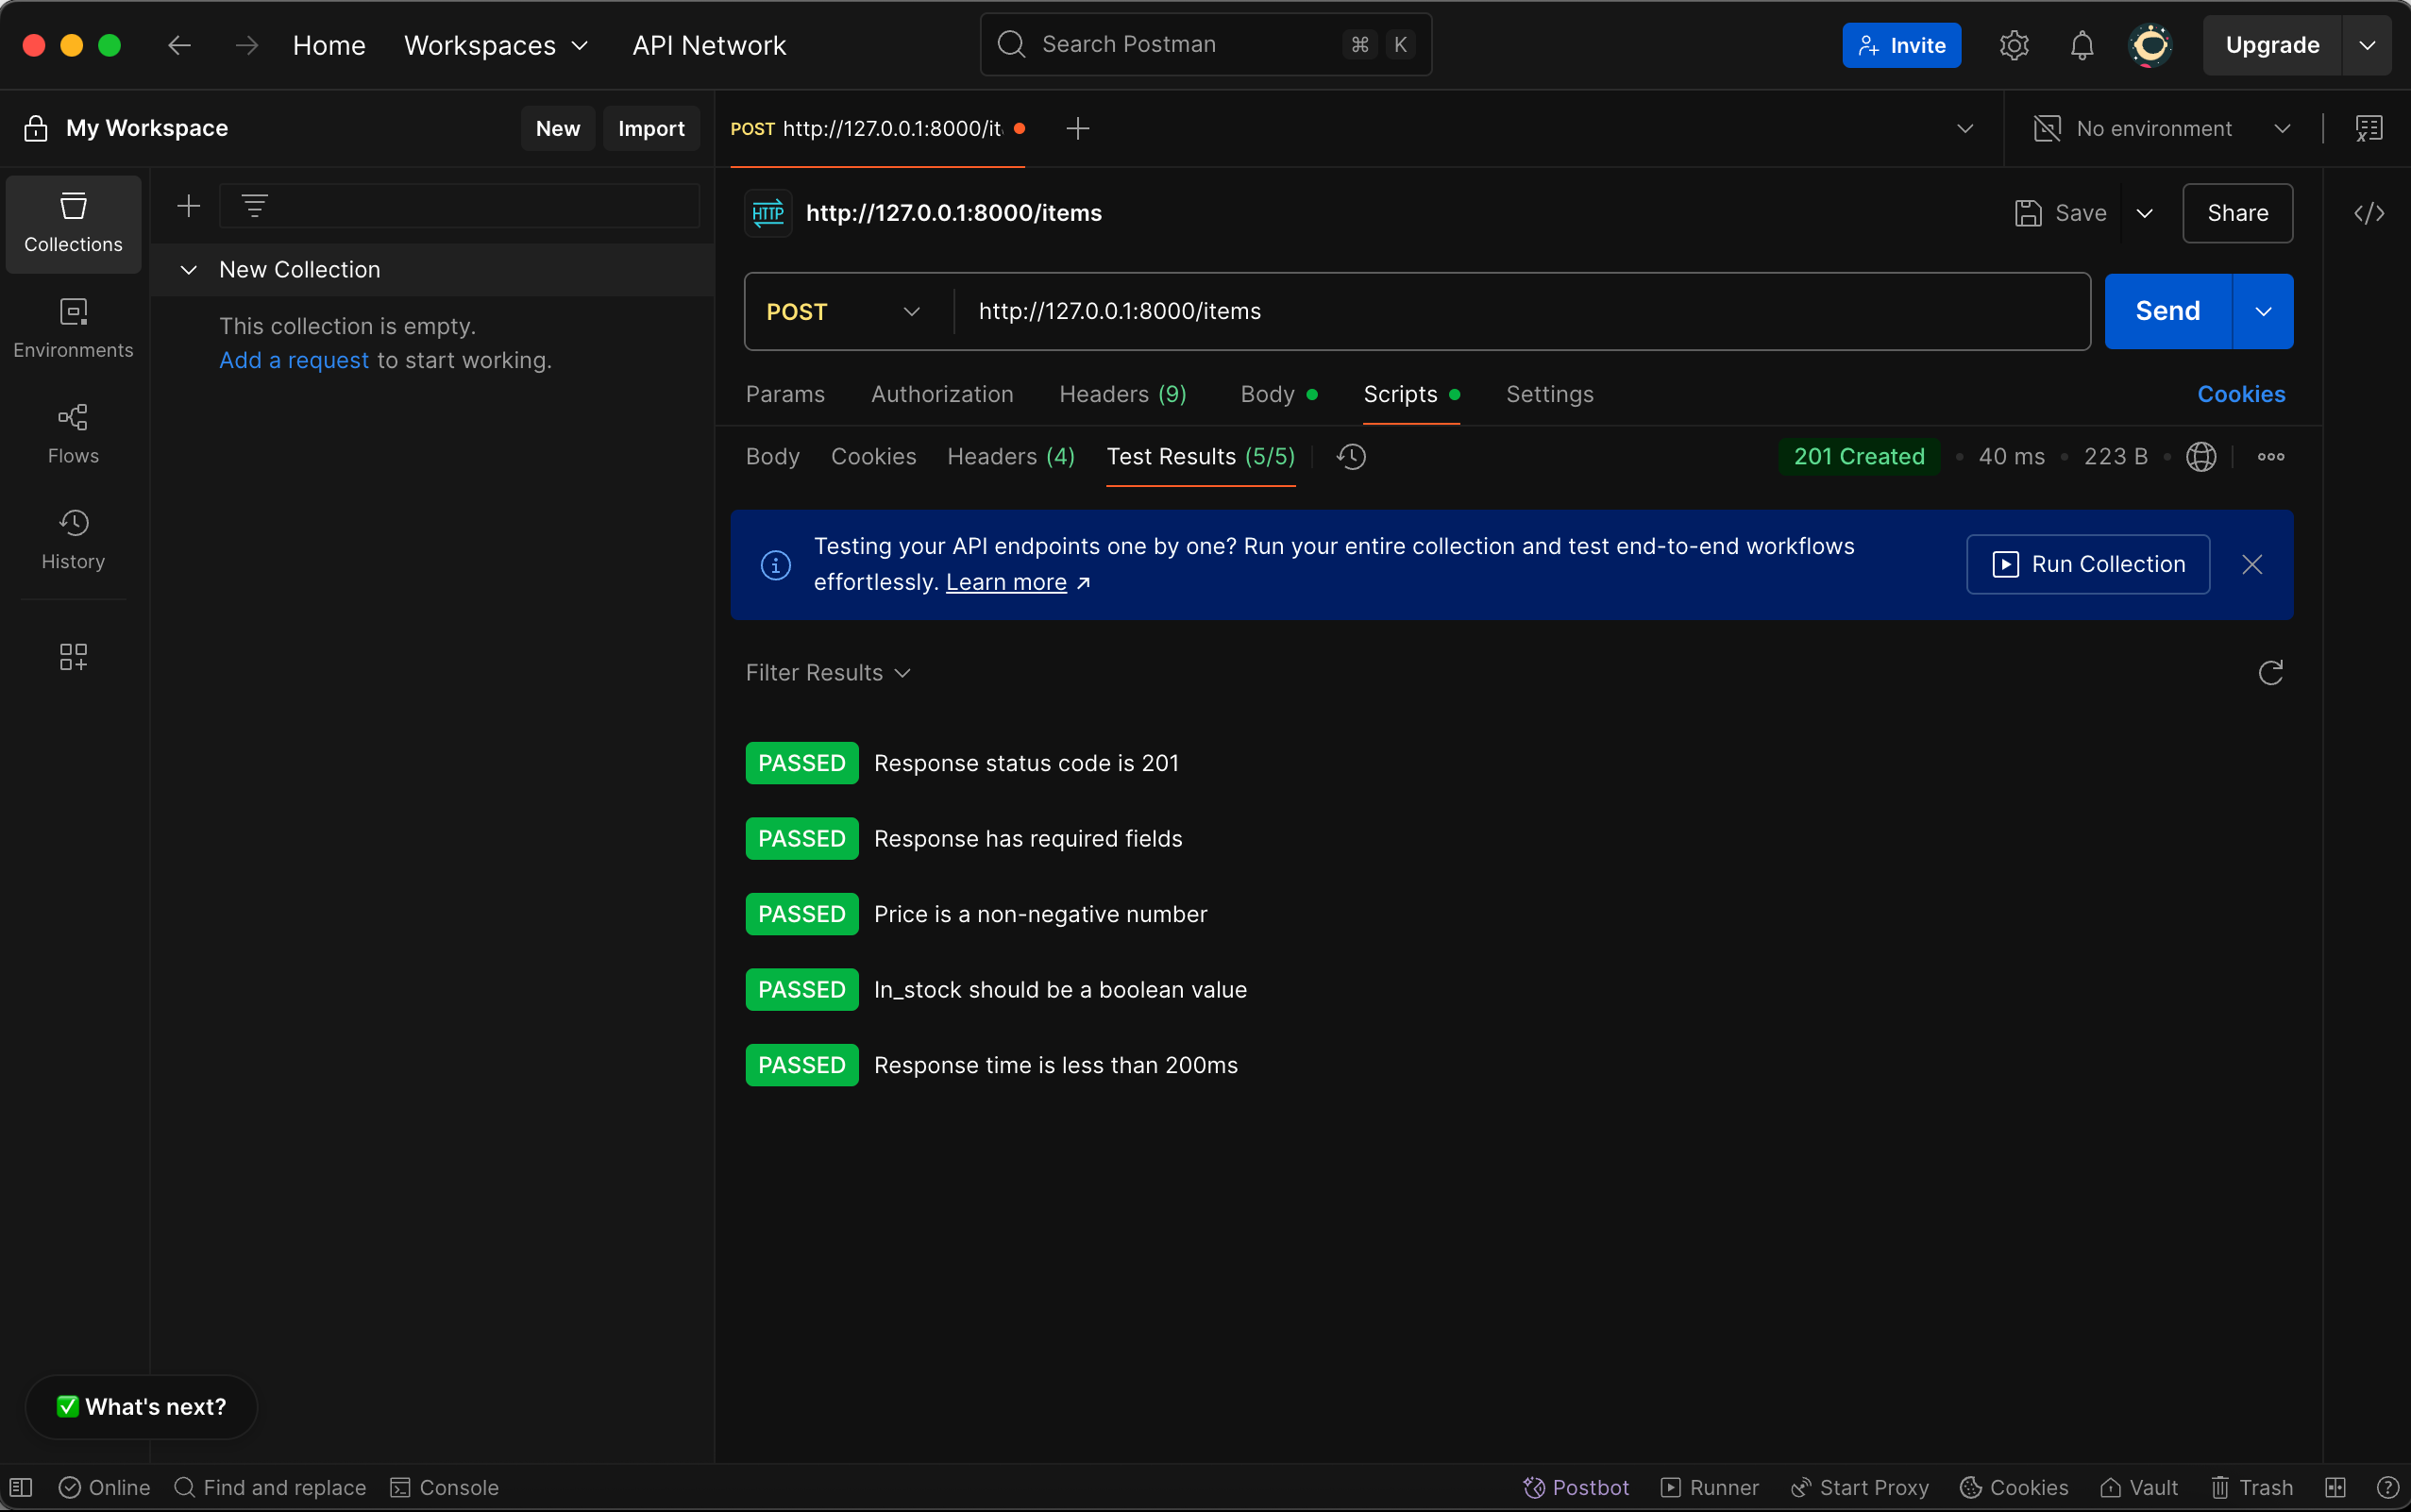 Home
Workspaces
API Network
Search Postman
⌘ K
Invite
Upgrade
My Workspace
New
Import
POST http://127.0.0.1:8000/it
No environment
Collections
Environments
Flows
History
New Collection
This collection is empty.
Add a request to start working.
HTTP
http://127.0.0.1:8000/items
Save
Share
POST
http://127.0.0.1:8000/items
Send
Params
Authorization
Headers (9)
Body
Scripts
Settings
Cookies
Body
Cookies
Headers (4)
Test Results (5/5)
201 Created
40 ms
223 B
Testing your API endpoints one by one? Run your entire collection and test end-to-end workflows
effortlessly. Learn more ↗
Run Collection
Filter Results
PASSED Response status code is 201
PASSED Response has required fields
PASSED Price is a non-negative number
PASSED In_stock should be a boolean value
PASSED Response time is less than 200ms
✅ What's next?
Online
Find and replace
Console
Postbot
Runner
Start Proxy
Cookies
Vault
Trash